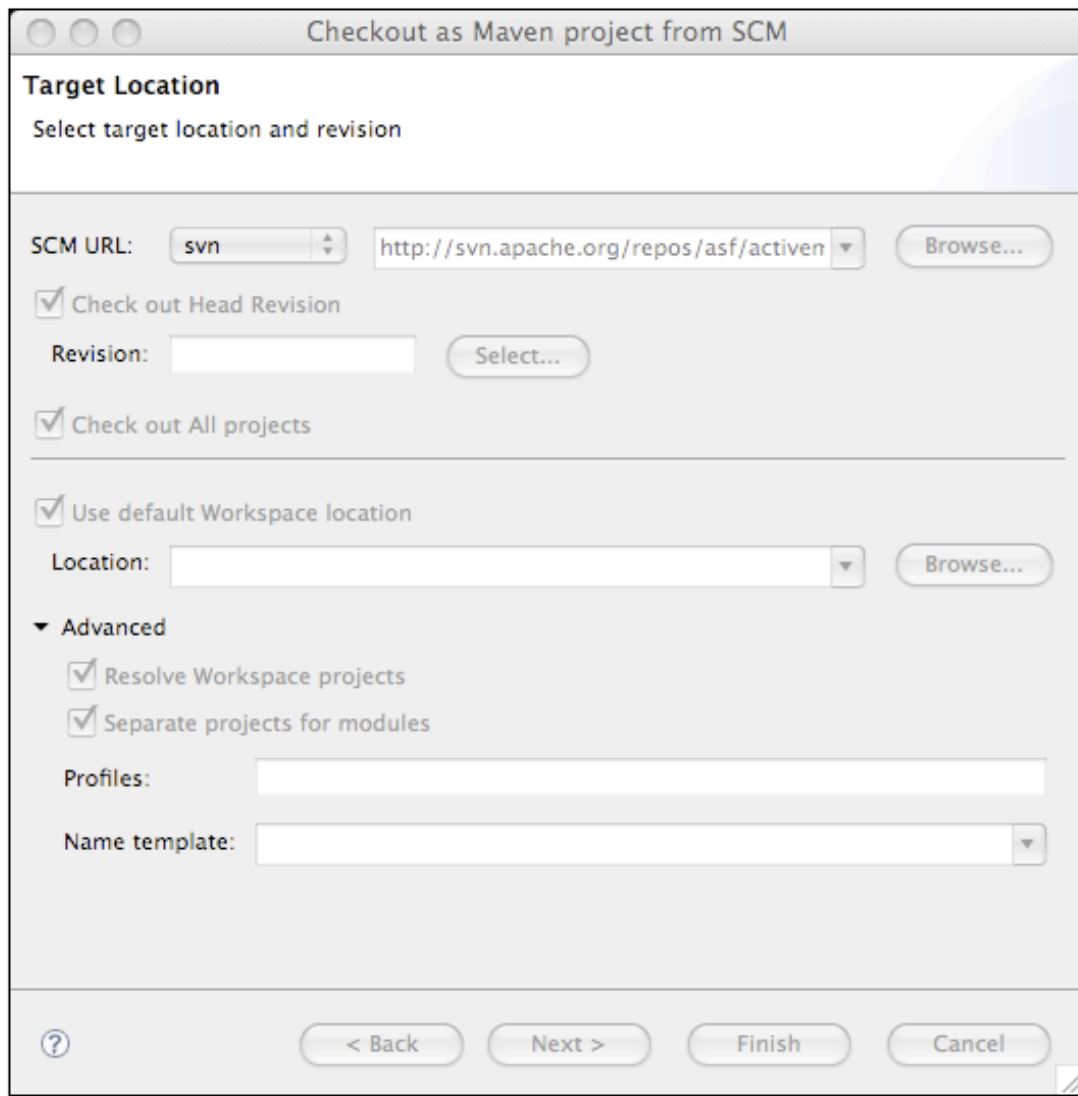 Checkout as Maven project from SCM
Target Location
Select target location and revision
SCM URL: svn http://svn.apache.org/repos/asf/activem Browse...
Check out Head Revision
Revision: Select...
Check out All projects
Use default Workspace location
Location: Browse...
Advanced
Resolve Workspace projects
Separate projects for modules
Profiles:
Name template:
? < Back Next > Finish Cancel